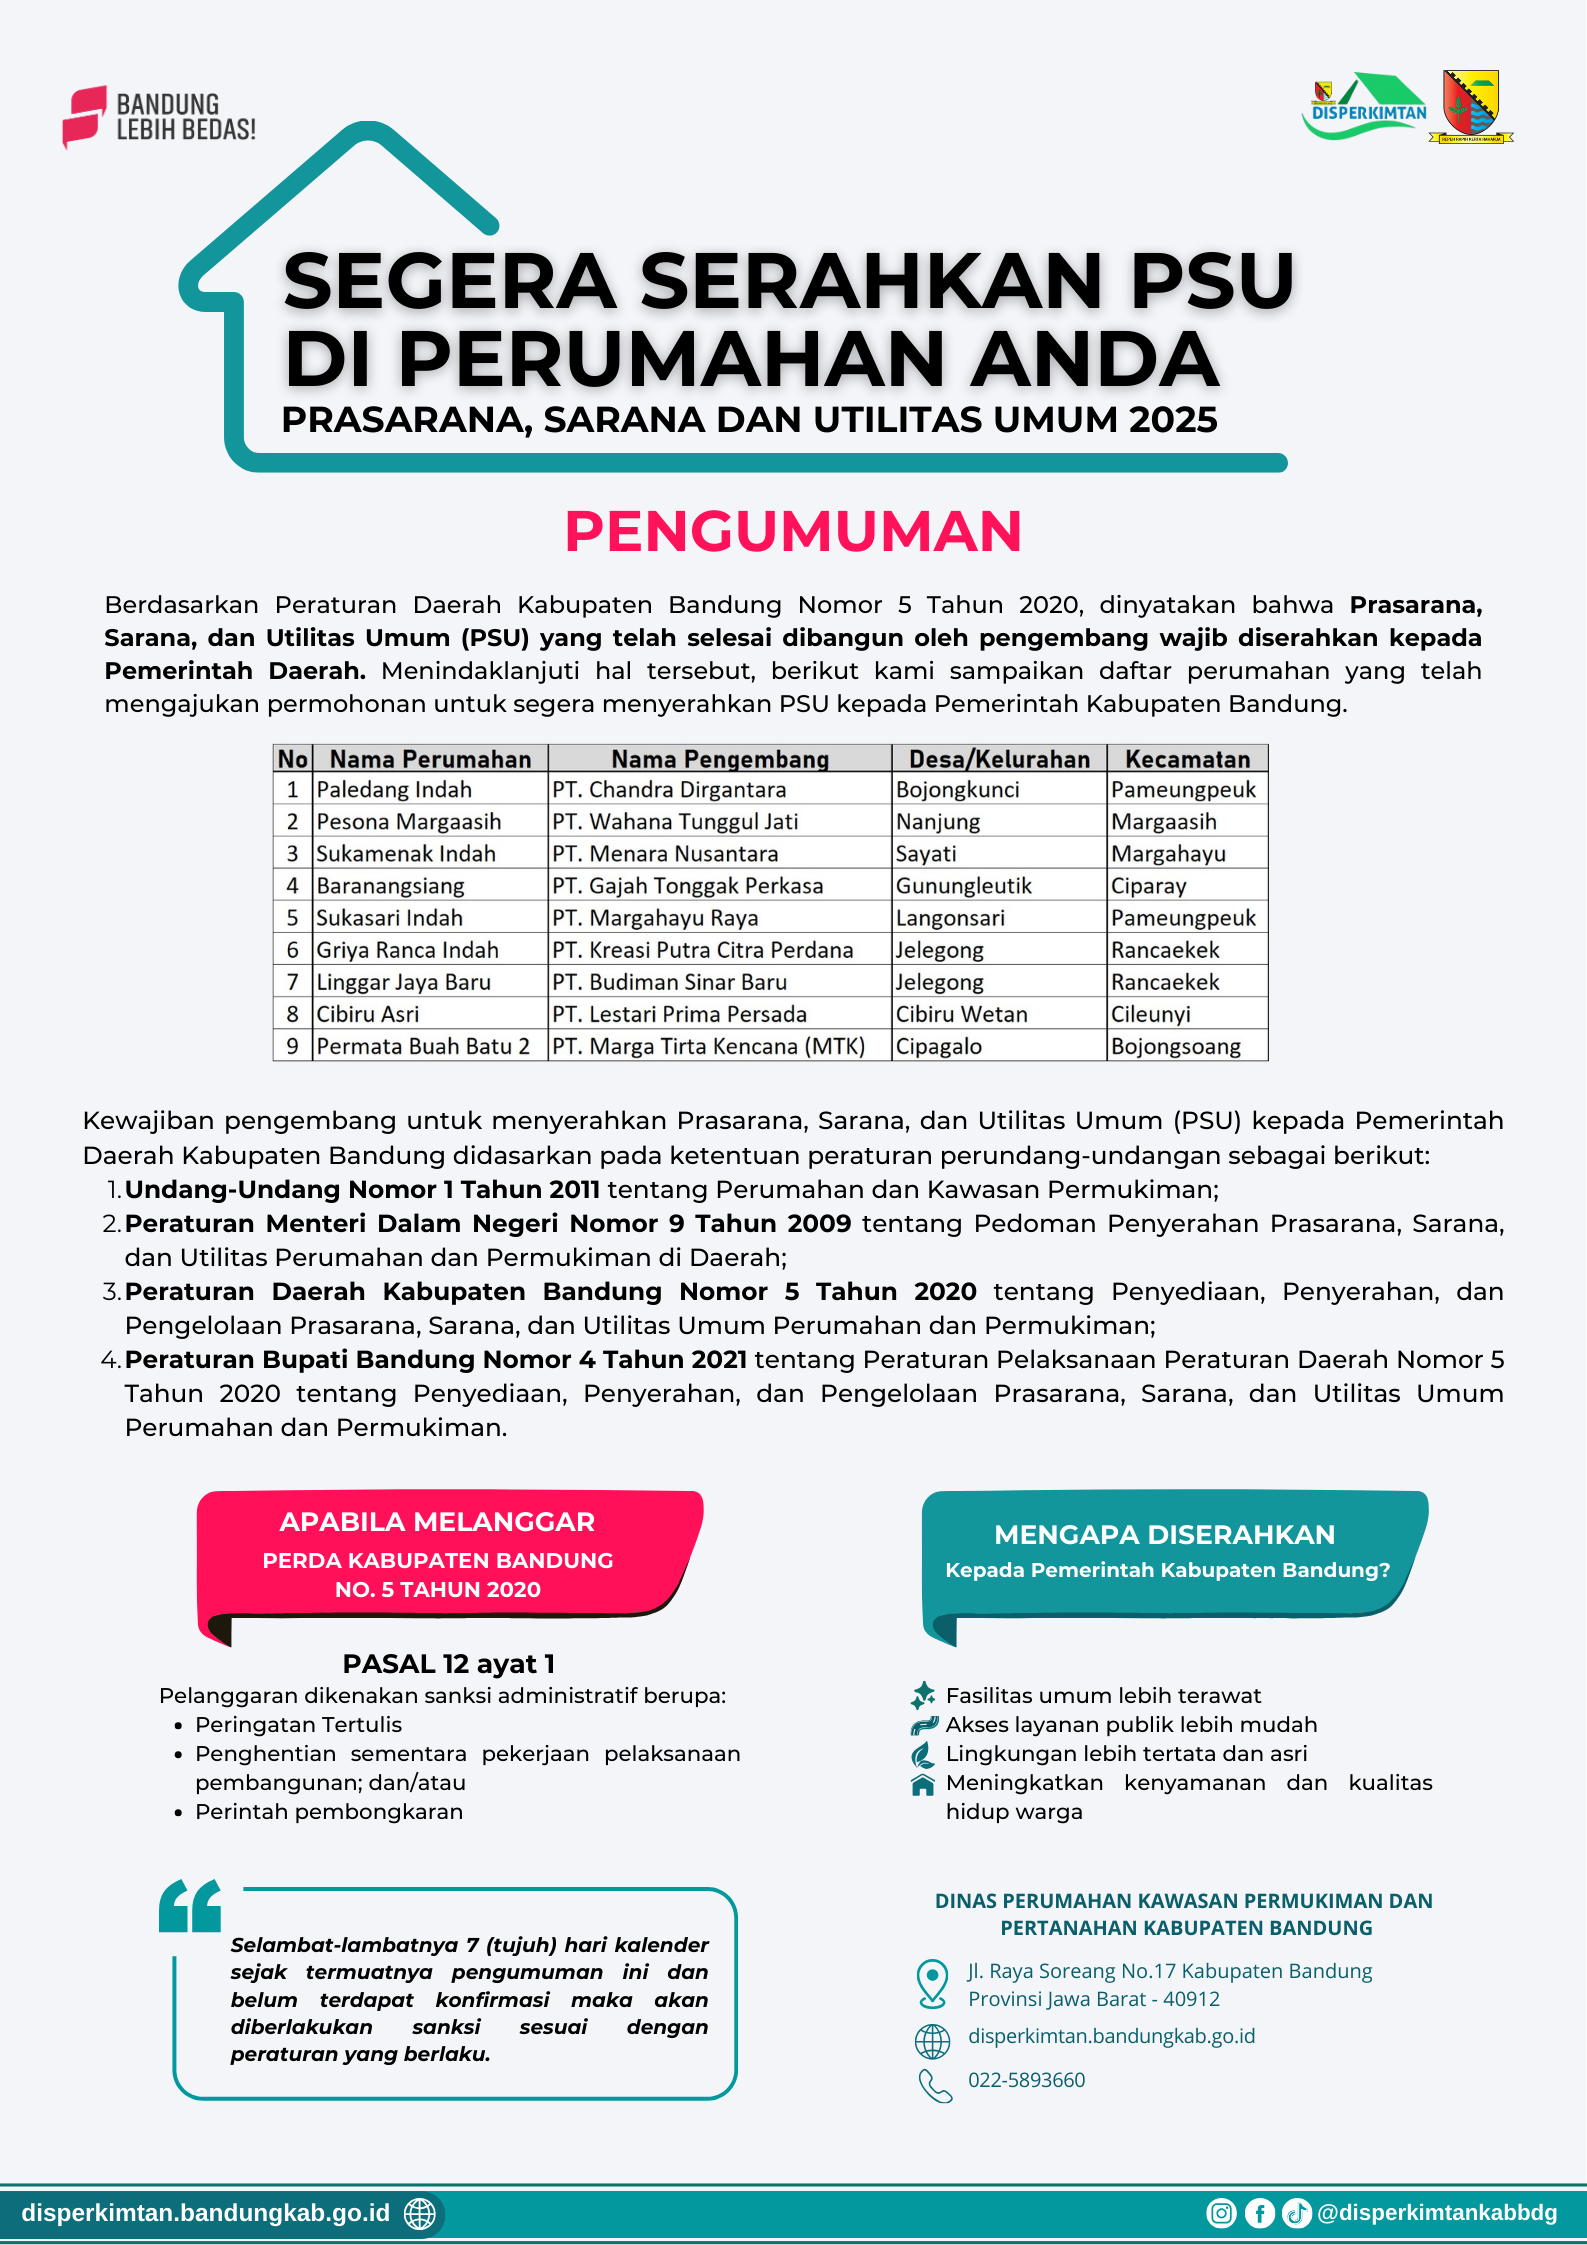 BANDUNG
LEBIH BEDAS!
DISPERKIMTAN
SEGERA SERAHKAN PSU
DI PERUMAHAN ANDA
PRASARANA, SARANA DAN UTILITAS UMUM 2025
PENGUMUMAN
Berdasarkan Peraturan Daerah Kabupaten Bandung Nomor 5 Tahun 2020, dinyatakan bahwa Prasarana,
Sarana, dan Utilitas Umum (PSU) yang telah selesai dibangun oleh pengembang wajib diserahkan kepada
Pemerintah Daerah. Menindaklanjuti hal tersebut, berikut kami sampaikan daftar perumahan yang telah
mengajukan permohonan untuk segera menyerahkan PSU kepada Pemerintah Kabupaten Bandung.
No Nama Perumahan Nama Pengembang Desa/Kelurahan Kecamatan
1 Paledang Indah PT. Chandra Dirgantara Bojongkunci Pameungpeuk
2 Pesona Margaasih PT. Wahana Tunggul Jati Nanjung Margaasih
3 Sukamenak Indah PT. Menara Nusantara Sayati Margahayu
4 Baranangsiang PT. Gajah Tonggak Perkasa Gunungleutik Ciparay
5 Sukasari Indah PT. Margahayu Raya Langonsari Pameungpeuk
6 Griya Ranca Indah PT. Kreasi Putra Citra Perdana Jelegong Rancaekek
7 Linggar Jaya Baru PT. Budiman Sinar Baru Jelegong Rancaekek
8 Cibiru Asri PT. Lestari Prima Persada Cibiru Wetan Cileunyi
9 Permata Buah Batu 2 PT. Marga Tirta Kencana (MTK) Cipagalo Bojongsoang
Kewajiban pengembang untuk menyerahkan Prasarana, Sarana, dan Utilitas Umum (PSU) kepada Pemerintah
Daerah Kabupaten Bandung didasarkan pada ketentuan peraturan perundang-undangan sebagai berikut:
1. Undang-Undang Nomor 1 Tahun 2011 tentang Perumahan dan Kawasan Permukiman;
2. Peraturan Menteri Dalam Negeri Nomor 9 Tahun 2009 tentang Pedoman Penyerahan Prasarana, Sarana,
dan Utilitas Perumahan dan Permukiman di Daerah;
3. Peraturan Daerah Kabupaten Bandung Nomor 5 Tahun 2020 tentang Penyediaan, Penyerahan, dan
Pengelolaan Prasarana, Sarana, dan Utilitas Umum Perumahan dan Permukiman;
4. Peraturan Bupati Bandung Nomor 4 Tahun 2021 tentang Peraturan Pelaksanaan Peraturan Daerah Nomor 5
Tahun 2020 tentang Penyediaan, Penyerahan, dan Pengelolaan Prasarana, Sarana, dan Utilitas Umum
Perumahan dan Permukiman.
APABILA MELANGGAR
PERDA KABUPATEN BANDUNG
NO. 5 TAHUN 2020
PASAL 12 ayat 1
Pelanggaran dikenakan sanksi administratif berupa:
• Peringatan Tertulis
• Penghentian sementara pekerjaan pelaksanaan
pembangunan; dan/atau
• Perintah pembongkaran
MENGAPA DISERAHKAN
Kepada Pemerintah Kabupaten Bandung?
Fasilitas umum lebih terawat
Akses layanan publik lebih mudah
Lingkungan lebih tertata dan asri
Meningkatkan kenyamanan dan kualitas
hidup warga
Selambat-lambatnya 7 (tujuh) hari kalender
sejak termuatnya pengumuman ini dan
belum terdapat konfirmasi maka akan
diberlakukan sanksi sesuai dengan
peraturan yang berlaku.
DINAS PERUMAHAN KAWASAN PERMUKIMAN DAN
PERTANAHAN KABUPATEN BANDUNG
Jl. Raya Soreang No.17 Kabupaten Bandung
Provinsi Jawa Barat - 40912
disperkimtan.bandungkab.go.id
022-5893660
disperkimtan.bandungkab.go.id
@disperkimtankabbdg